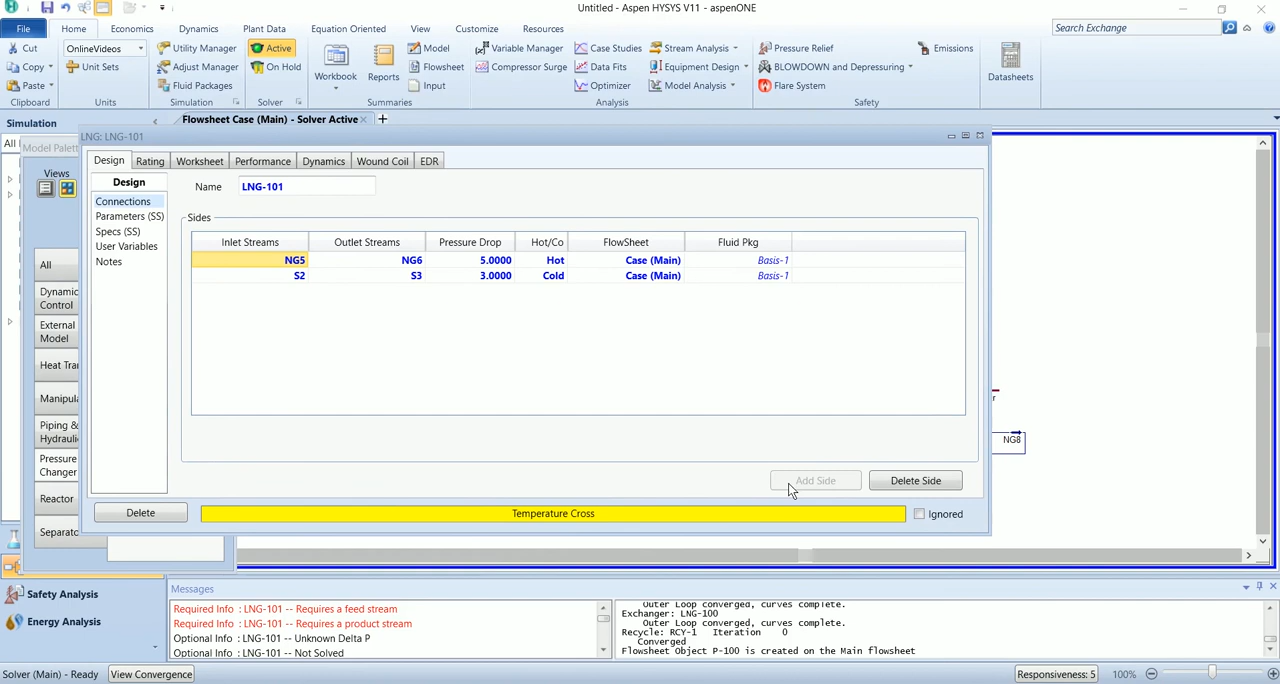 Untitled - Aspen HYSYS V11 - aspenONE
File Home Economics Dynamics Plant Data Equation Oriented View Customize Resources Search Exchange
Cut OnlineVideos Utility Manager Active Model Variable Manager Case Studies Stream Analysis Pressure Relief Emissions
Copy Unit Sets Adjust Manager On Hold Workbook Reports Flowsheet Compressor Surge Data Fits Equipment Design BLOWDOWN and Depressuring Datasheets
Paste Fluid Packages Input Optimizer Model Analysis Flare System
Clipboard Units Simulation Solver Summaries Analysis Safety
Simulation Flowsheet Case (Main) - Solver Active
All
Model Palett
Views
All
Dynamic
Control
External
Model
Heat Tra
Manipula
Piping &
Hydrauli
Pressure
Changer
Reactor
Separato
LNG: LNG-101
Design Rating Worksheet Performance Dynamics Wound Coil EDR
Design
Connections
Parameters (SS)
Specs (SS)
User Variables
Notes
Name LNG-101
Sides
Inlet Streams Outlet Streams Pressure Drop Hot/Co FlowSheet Fluid Pkg
NG5 NG6 5.0000 Hot Case (Main) Basis-1
S2 S3 3.0000 Cold Case (Main) Basis-1
Add Side Delete Side
Delete Temperature Cross Ignored
NG8
Safety Analysis
Energy Analysis
Messages
Required Info : LNG-101 -- Requires a feed stream
Required Info : LNG-101 -- Requires a product stream
Optional Info : LNG-101 -- Unknown Delta P
Optional Info : LNG-101 -- Not Solved
Outer Loop converged, curves complete.
Exchanger: LNG-100
Outer Loop converged, curves complete.
Recycle: RCY-1 Iteration 0
Converged
Flowsheet Object P-100 is created on the Main flowsheet
Solver (Main) - Ready View Convergence Responsiveness: 5 100%